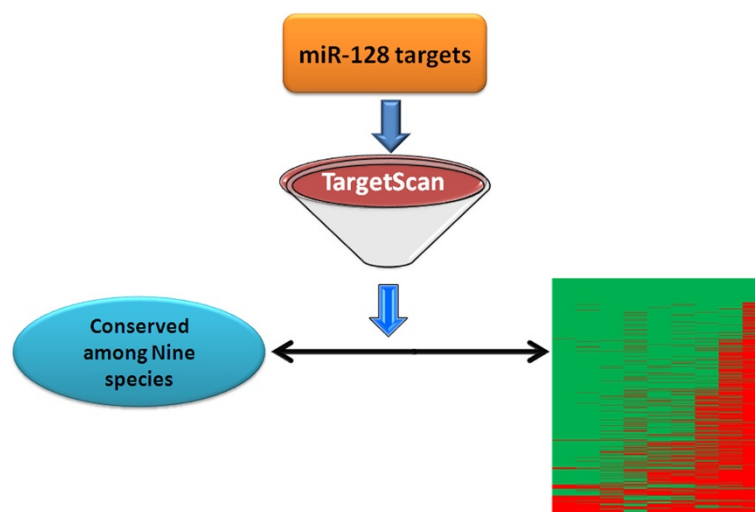 miR-128 targets
TargetScan
Conserved
among Nine
species